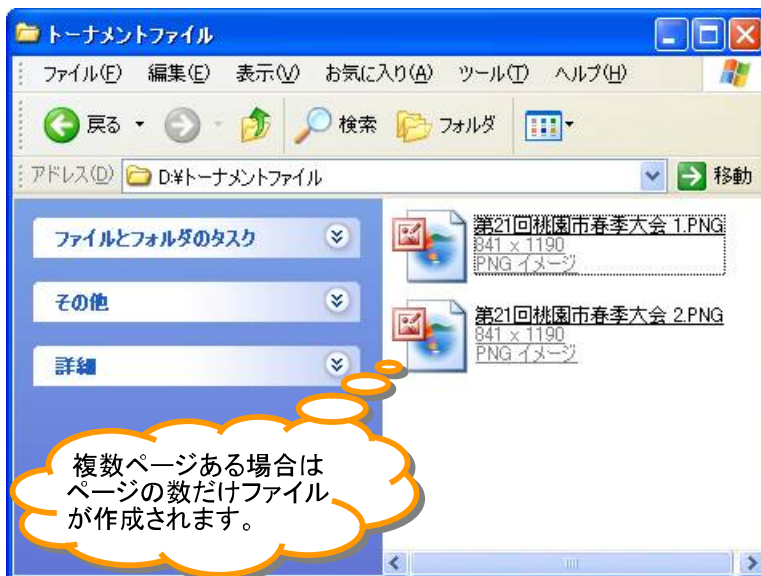 トーナメントファイル
ファイル(F) 編集(E) 表示(V) お気に入り(A) ツール(T) ヘルプ(H)
戻る 検索 フォルダ
アドレス(D) D:¥トーナメントファイル 移動
ファイルとフォルダのタスク
その他
詳細
第21回桃園市春季大会 1.PNG
841 x 1190
PNG イメージ
第21回桃園市春季大会 2.PNG
841 x 1190
PNG イメージ
複数ページある場合は
ページの数だけファイル
が作成されます。